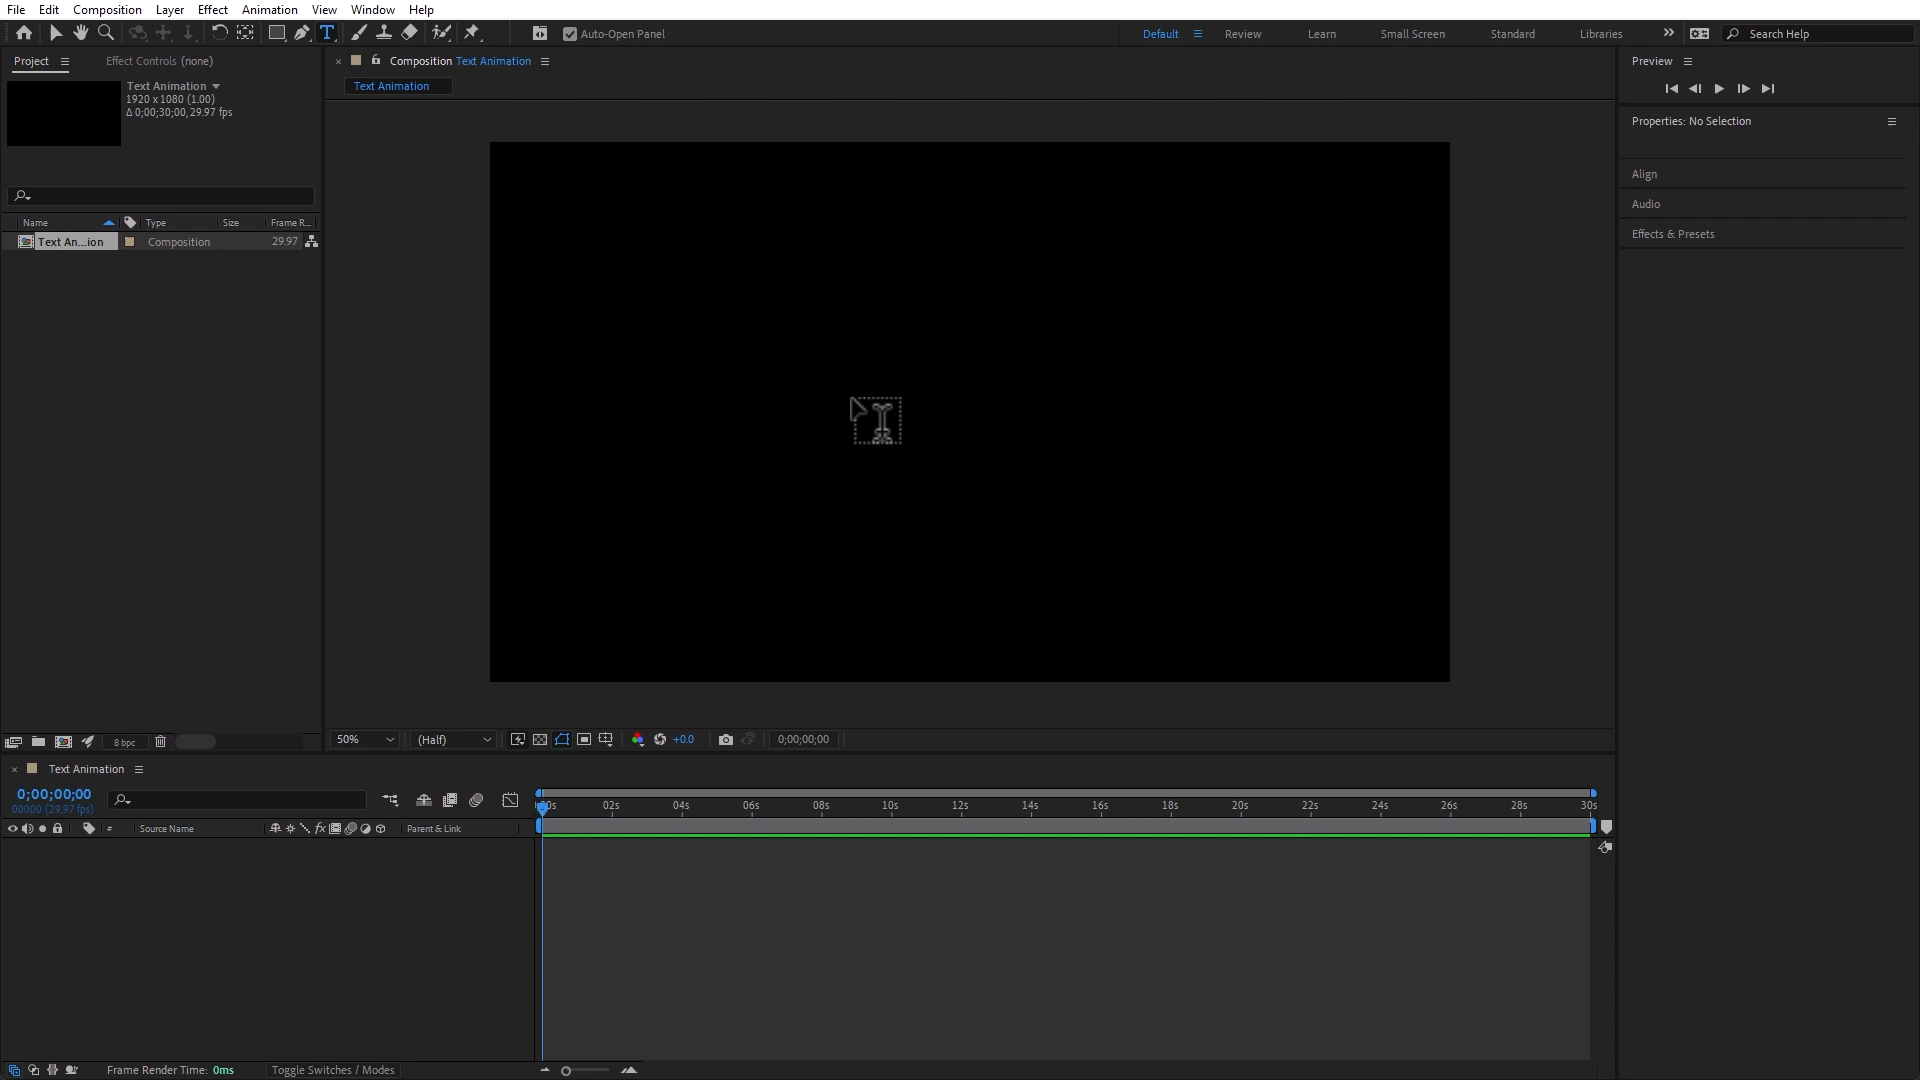 File Edit Composition Layer Effect Animation View Window Help
Auto-Open Panel
Default Review Learn Small Screen Standard Libraries
Search Help
Project
Effect Controls (none)
Text Animation
1920 x 1080 (1.00)
Δ 0;00;30;00, 29.97 fps
Name Type Size Frame R...
Text An...ion Composition 29.97
8 bpc
Composition Text Animation
Text Animation
50% (Half) +0.0 0;00;00;00
Preview
Properties: No Selection
Align
Audio
Effects & Presets
Text Animation
0;00;00;00
00000 (29.97 fps)
# Source Name fx Parent & Link
:00s 02s 04s 06s 08s 10s 12s 14s 16s 18s 20s 22s 24s 26s 28s 30s
Frame Render Time: 0ms Toggle Switches / Modes